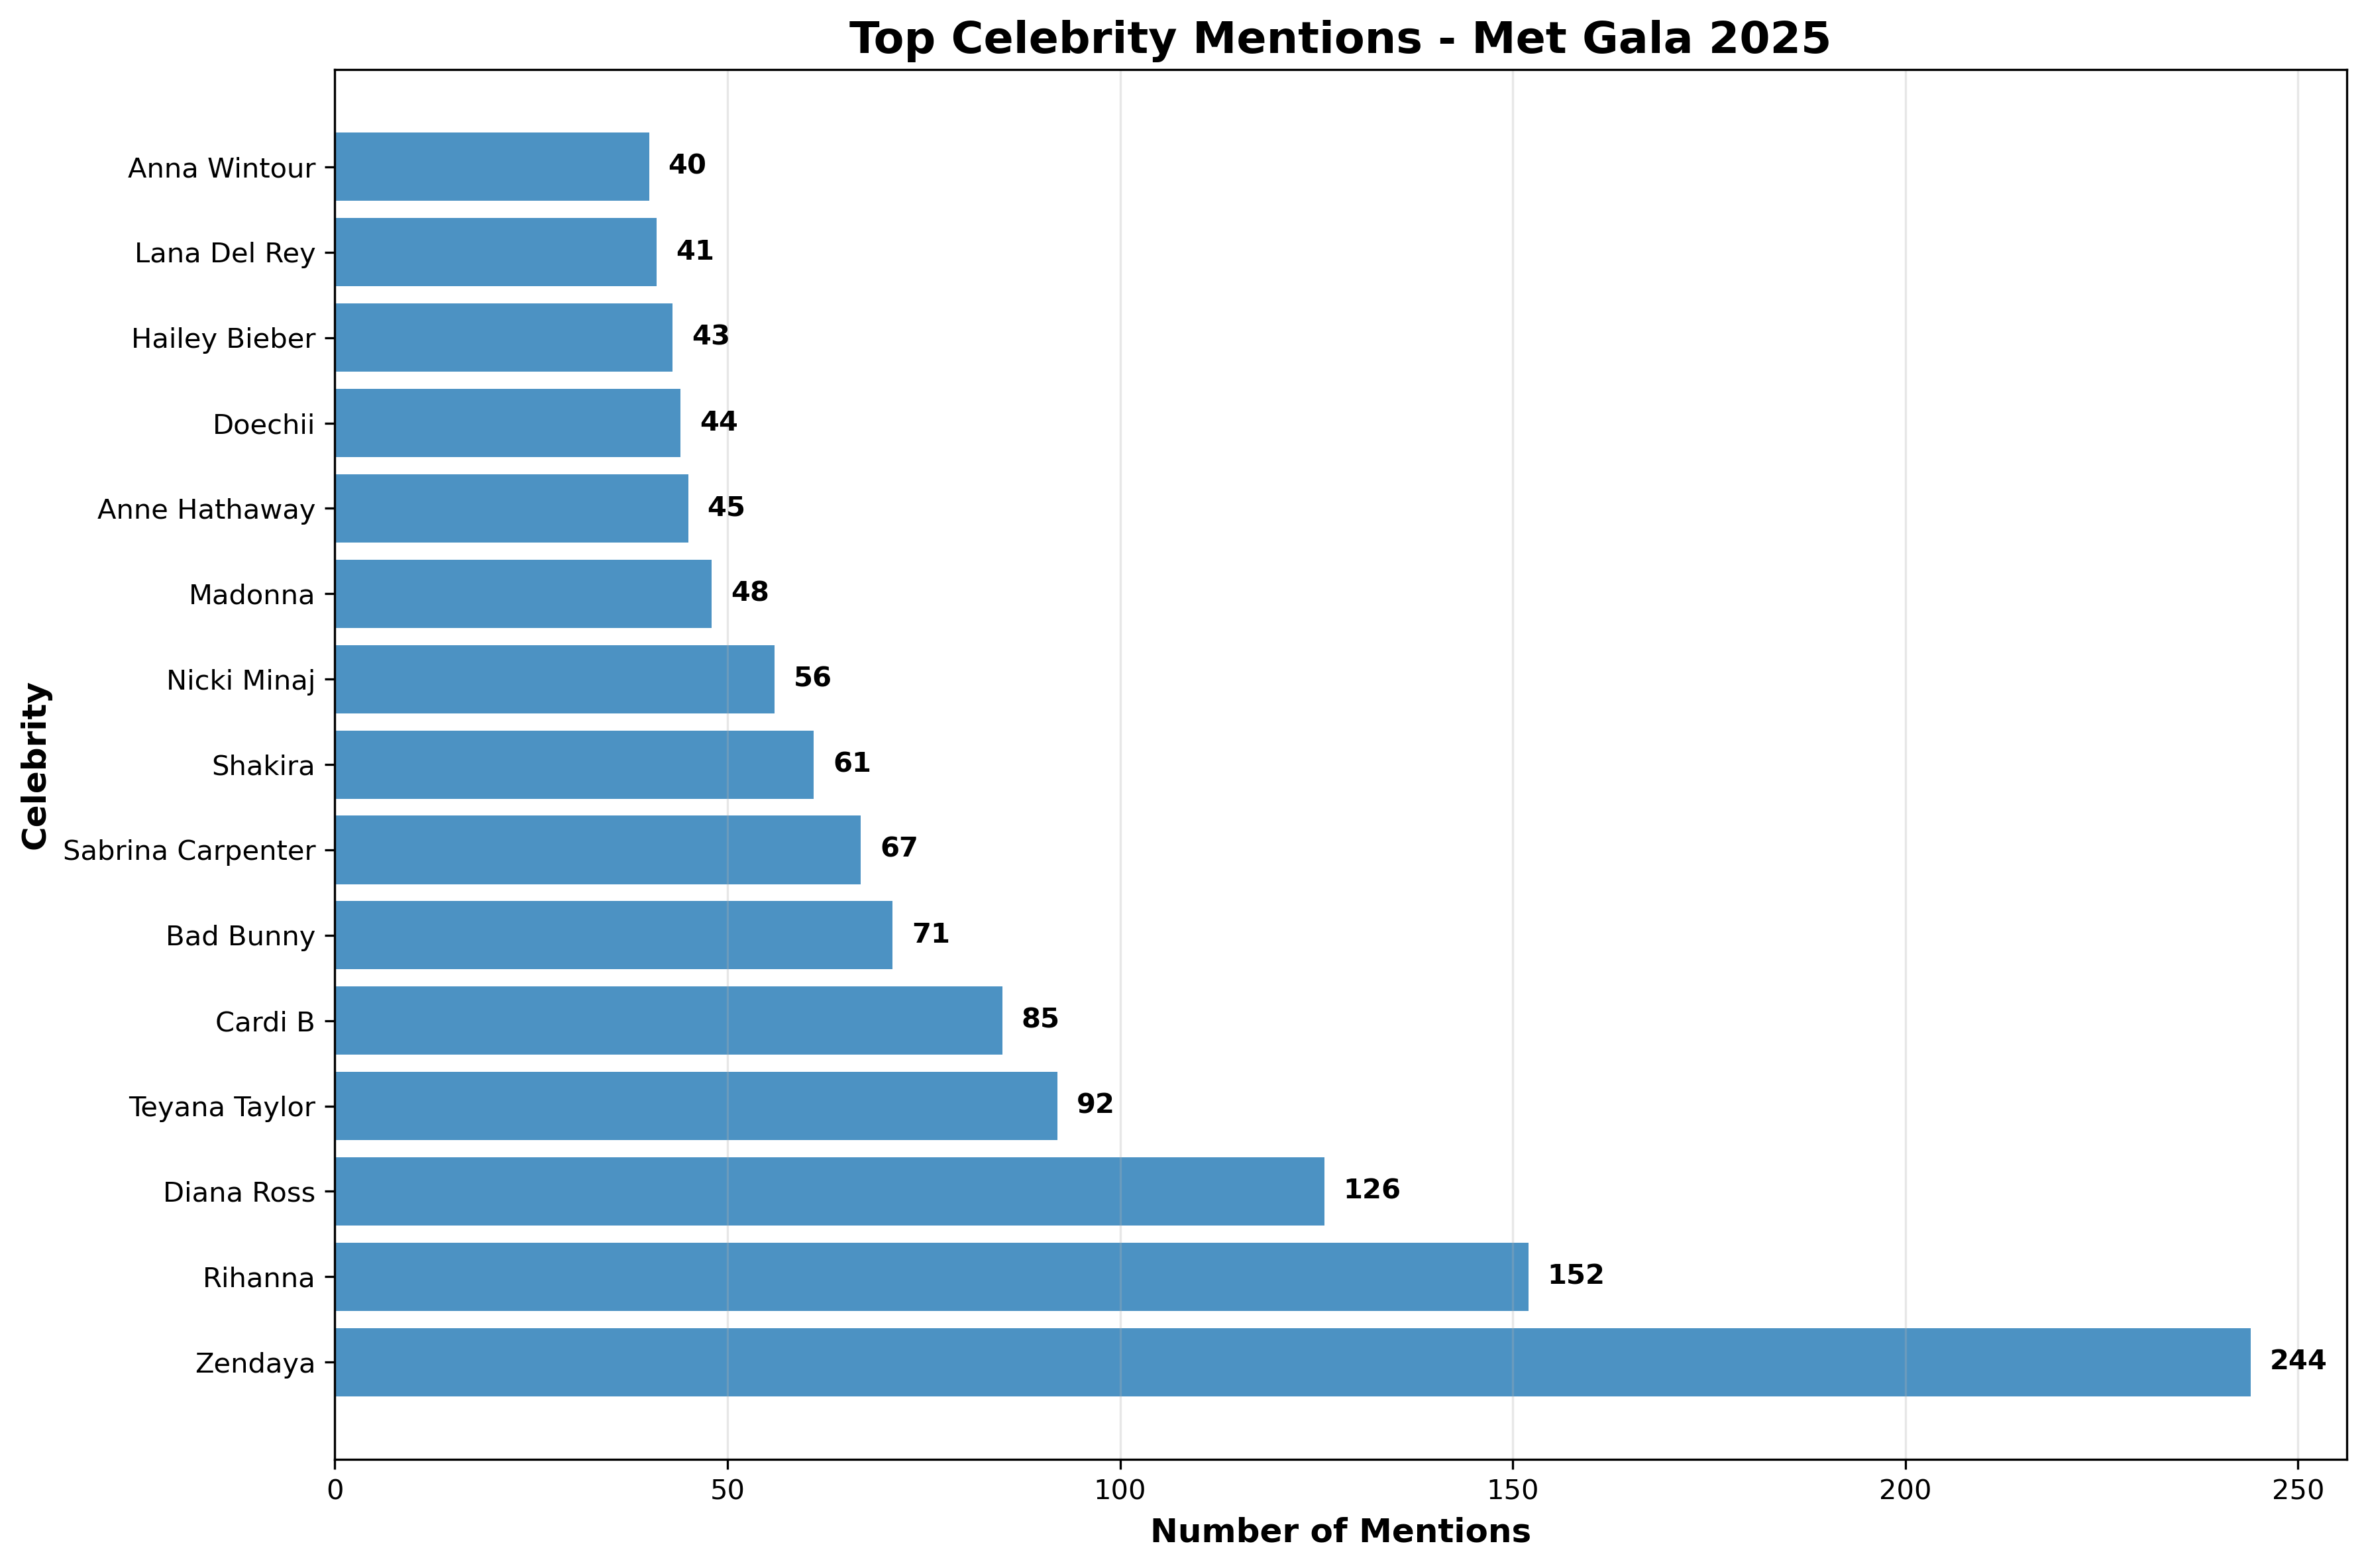 Top Celebrity Mentions - Met Gala 2025
Celebrity
Anna Wintour 40
Lana Del Rey 41
Hailey Bieber 43
Doechii 44
Anne Hathaway 45
Madonna 48
Nicki Minaj 56
Shakira 61
Sabrina Carpenter 67
Bad Bunny 71
Cardi B 85
Teyana Taylor 92
Diana Ross 126
Rihanna 152
Zendaya 244
0 50 100 150 200 250
Number of Mentions